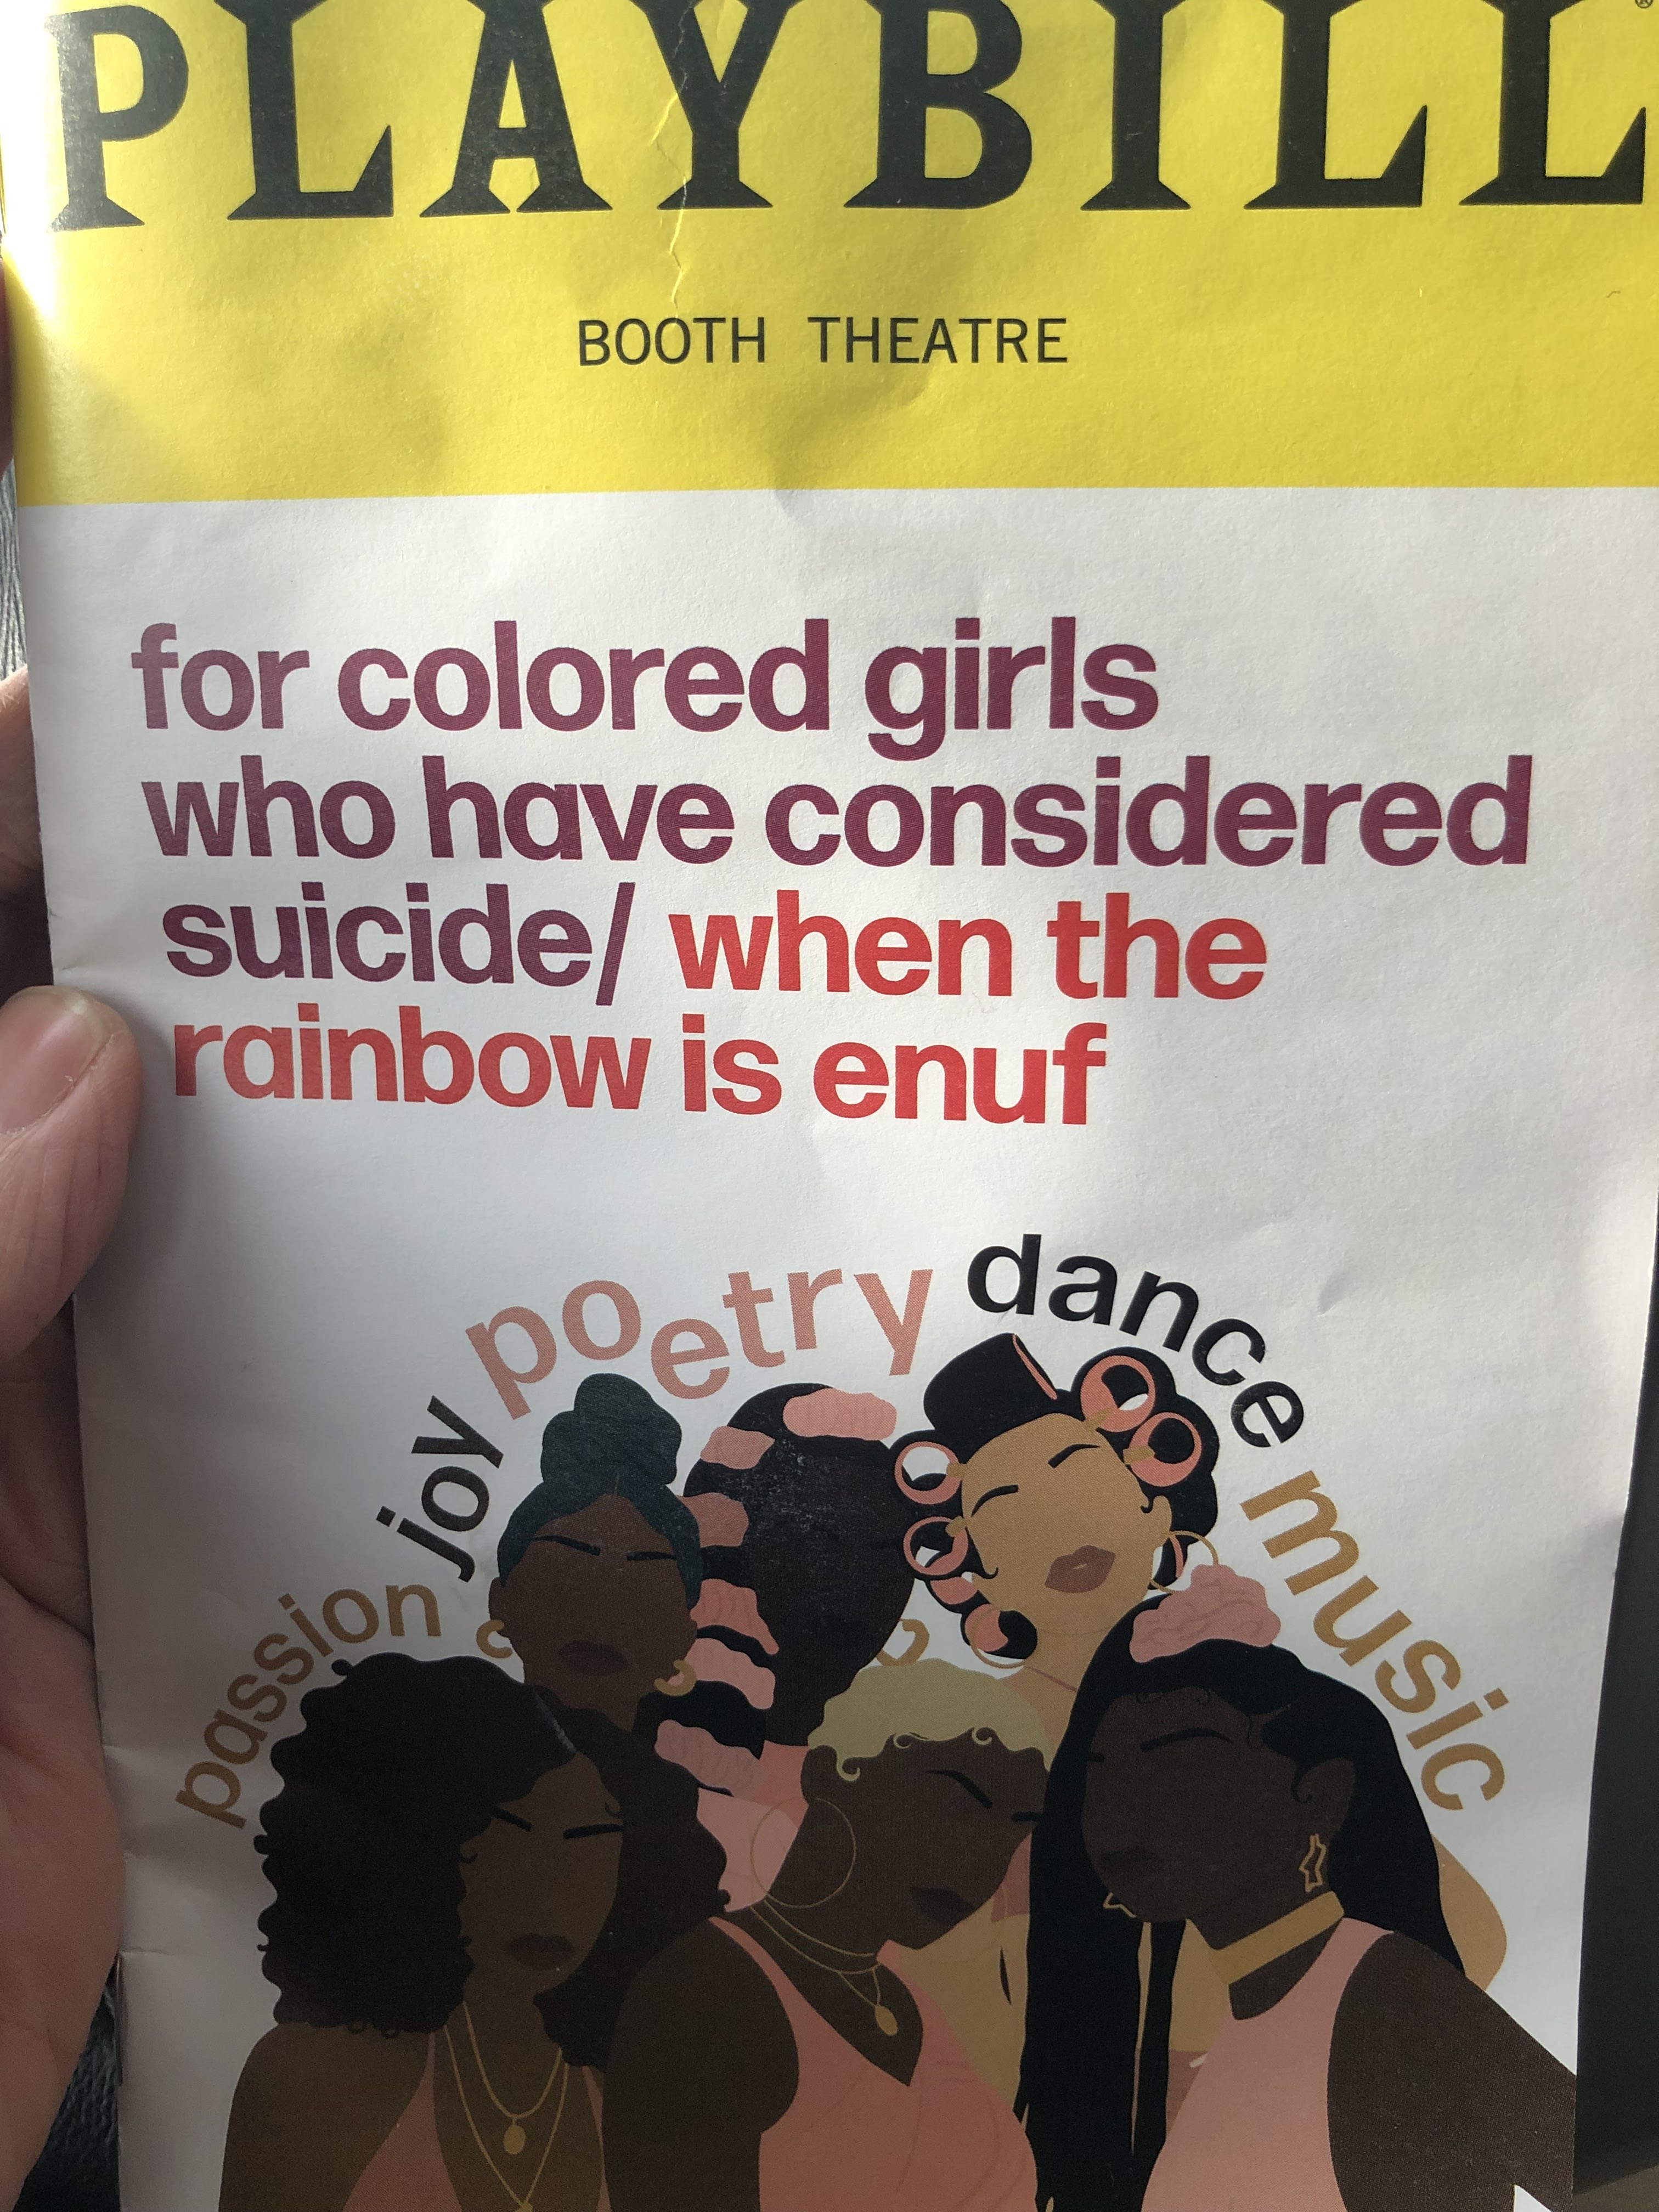 PLAYBILL®
BOOTH THEATRE
for colored girls
who have considered
suicide/ when the
rainbow is enuf
passion joy poetry dance music